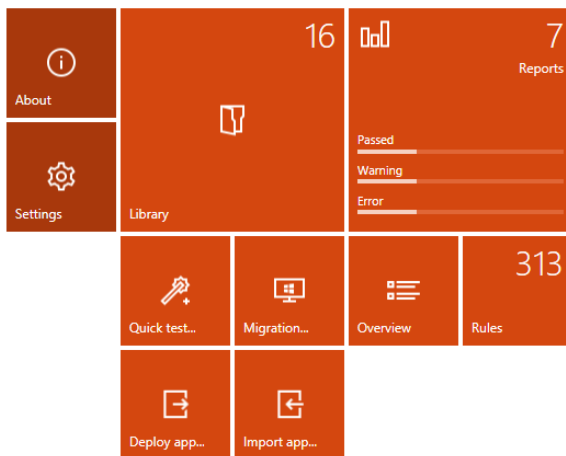 About
Settings
16
Library
7
Reports
Passed
Warning
Error
Quick test...
Migration...
Overview
313
Rules
Deploy app...
Import app...